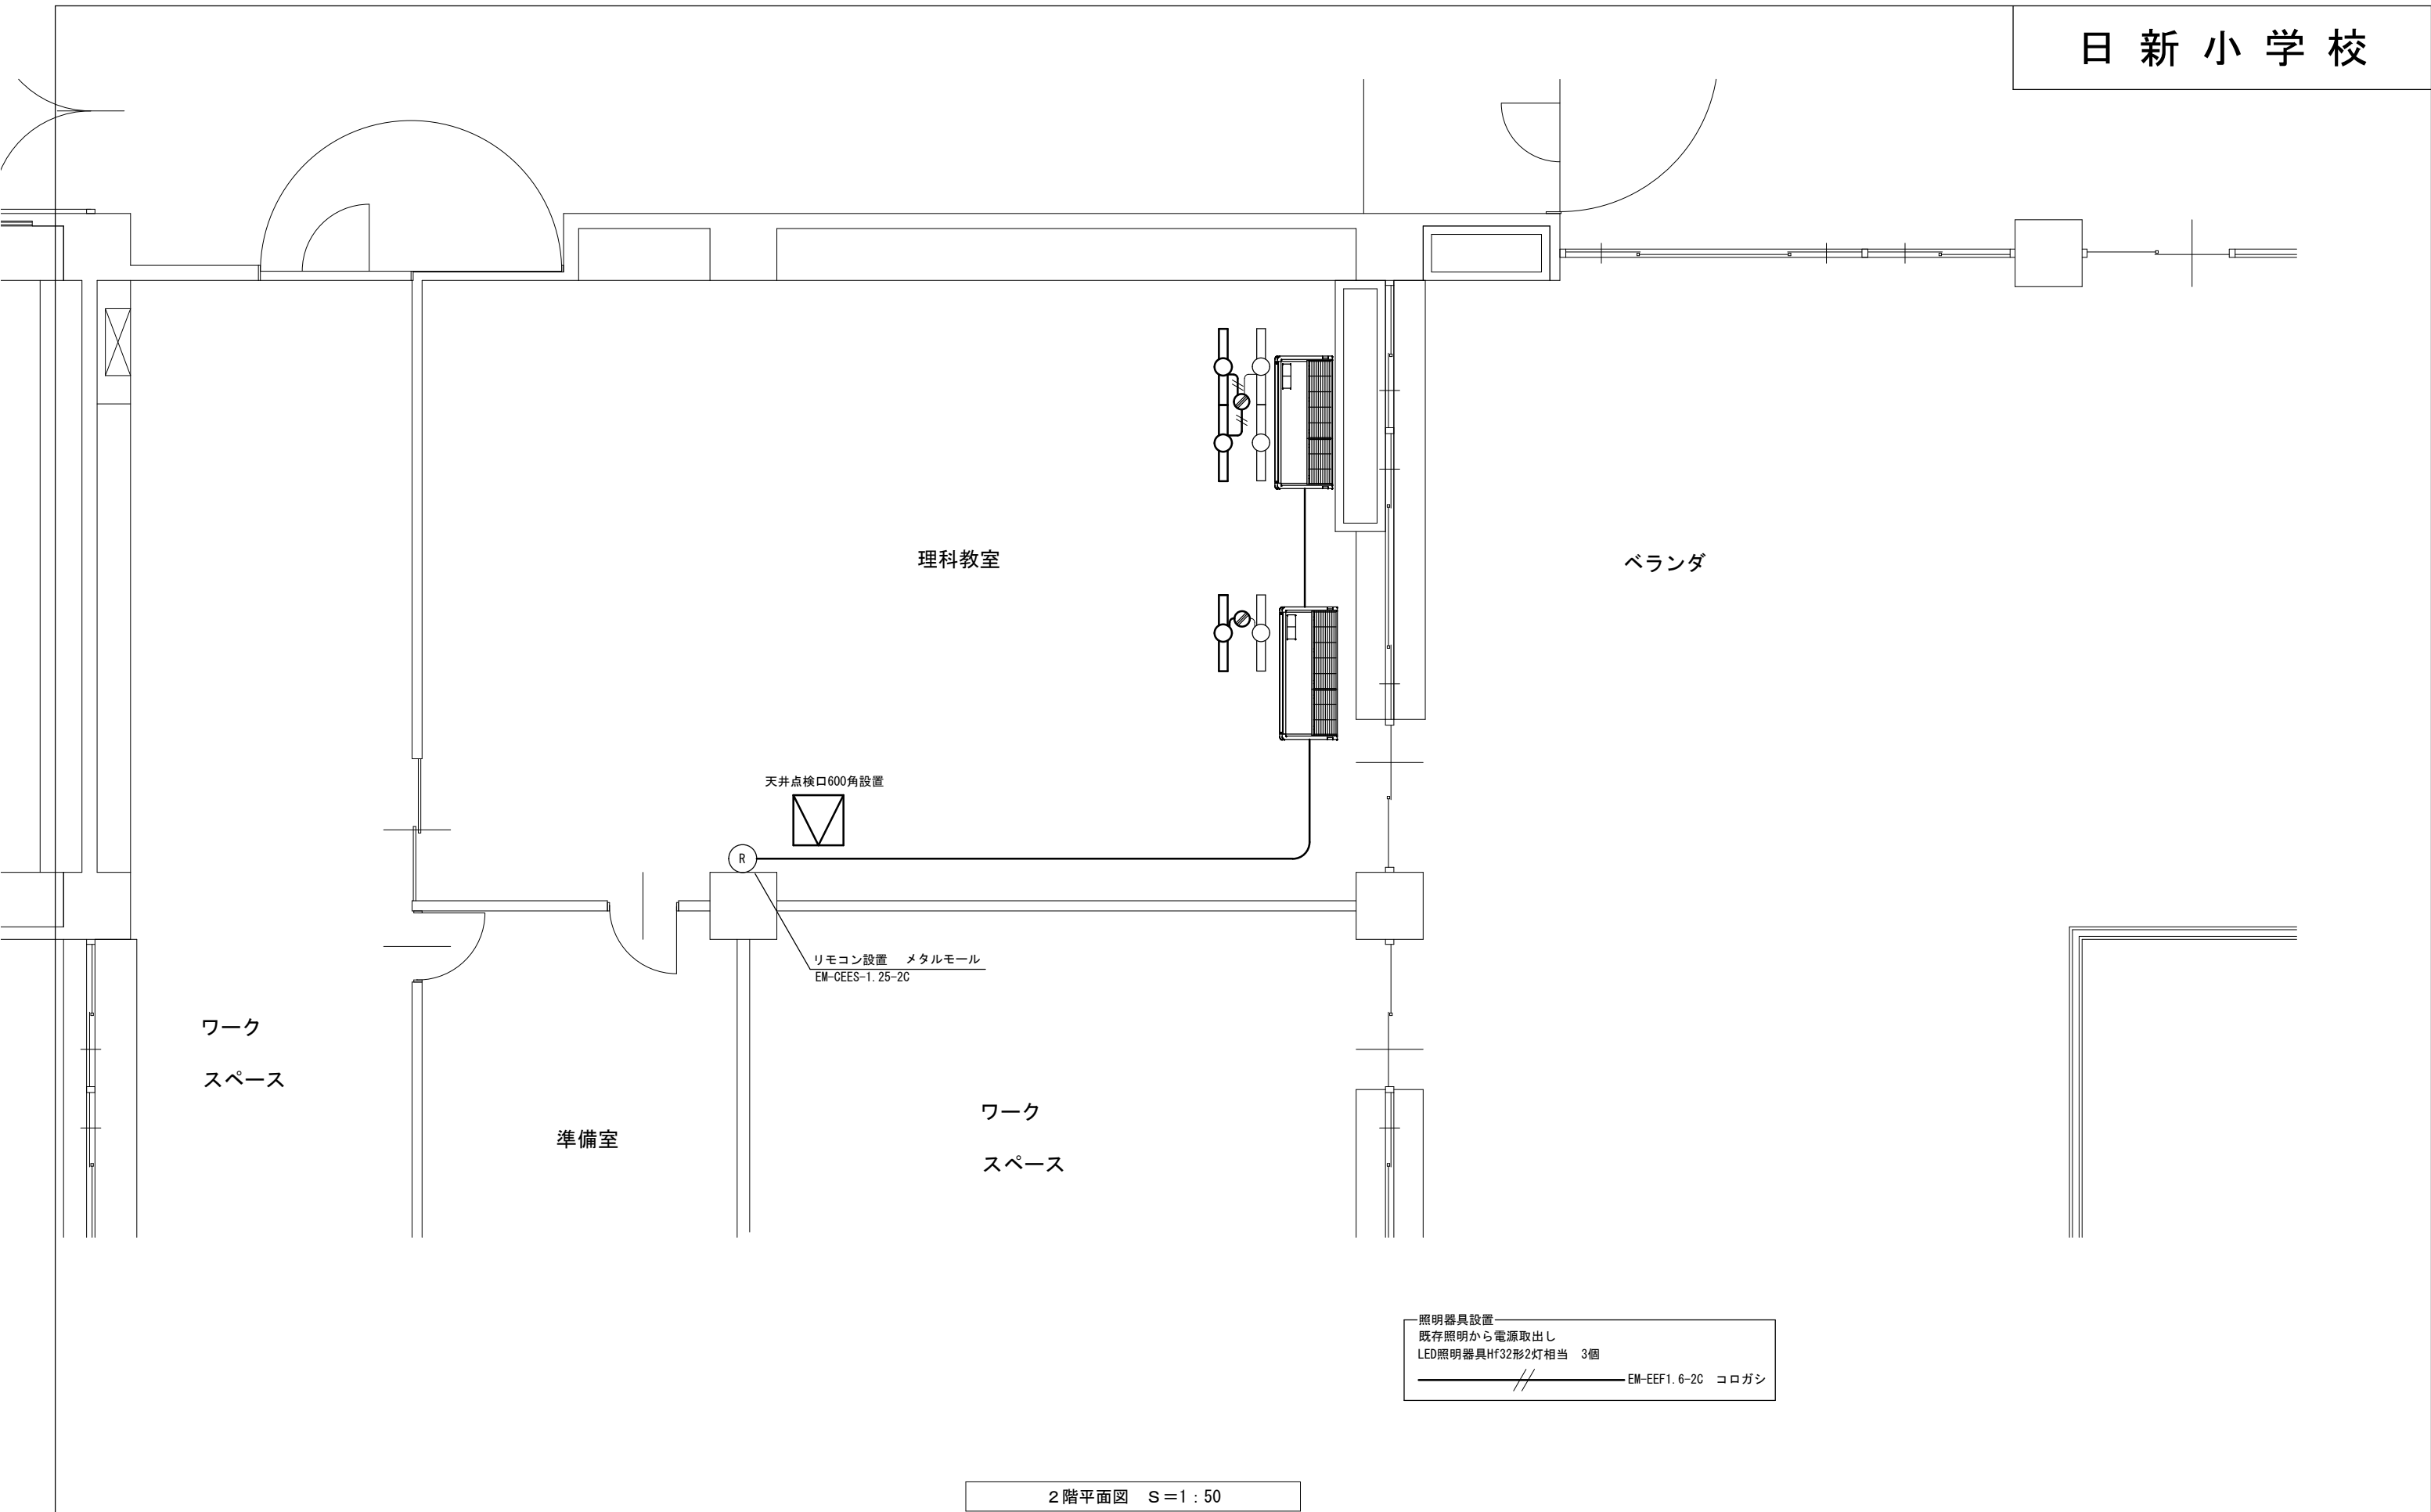 日新小学校
理科教室
ベランダ
天井点検口600角設置
R
リモコン設置　メタルモール
EM-CEES-1.25-2C
ワーク
スペース
準備室
ワーク
スペース
照明器具設置
既存照明から電源取出し
LED照明器具Hf32形2灯相当　3個
EM-EEF1.6-2C　コロガシ
２階平面図　Ｓ＝1：50